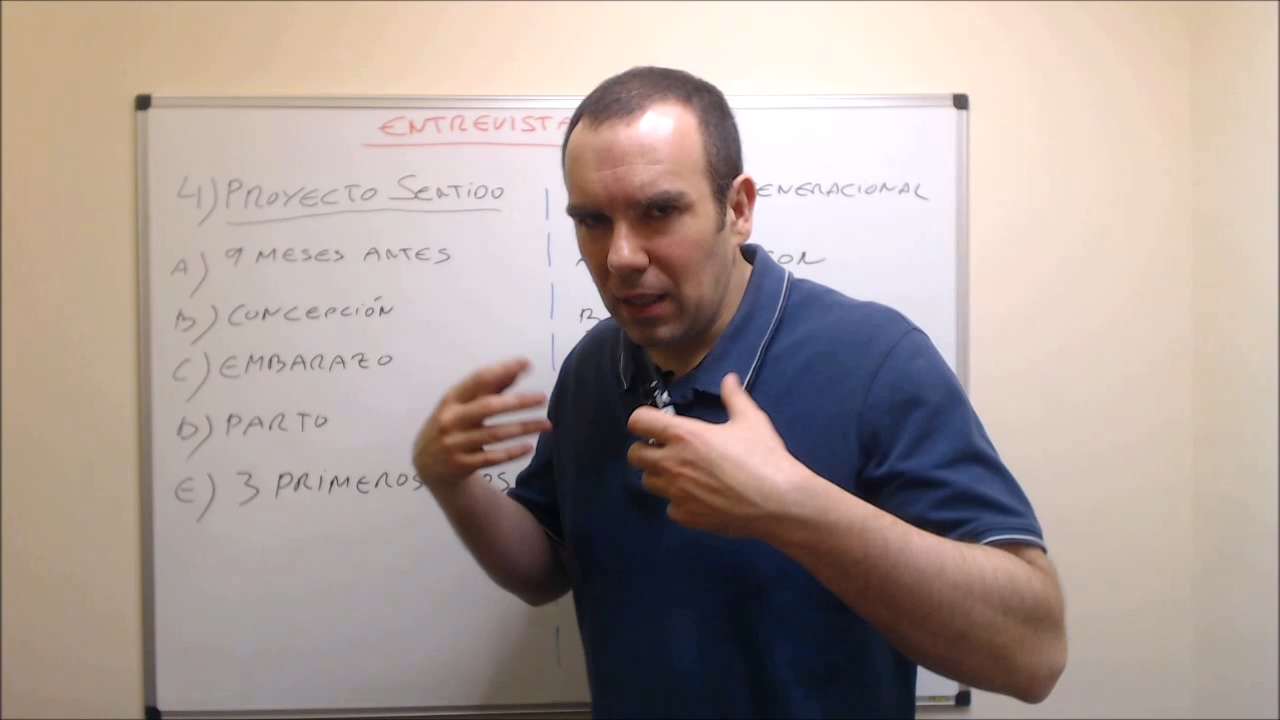 ENTREVISTA
4) PROYECTO SENTIDO
A) 9 MESES ANTES
B) CONCEPCIÓN
C) EMBARAZO
D) PARTO
E) 3 PRIMEROS
ENERACIONAL